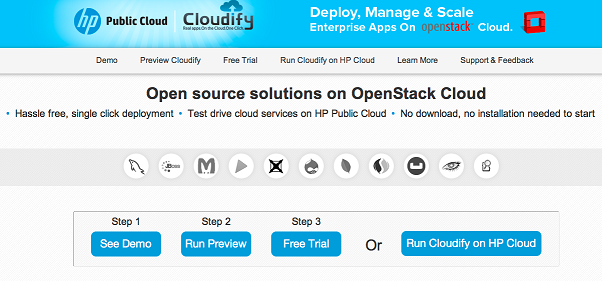 hp Public Cloud | Cloudify
Real apps On the Cloud. One Click
Deploy, Manage & Scale
Enterprise Apps On openstack Cloud.
Demo Preview Cloudify Free Trial Run Cloudify on HP Cloud Learn More Support & Feedback
Open source solutions on OpenStack Cloud
• Hassle free, single click deployment • Test drive cloud services on HP Public Cloud • No download, no installation needed to start
JBoss
Step 1 Step 2 Step 3
See Demo Run Preview Free Trial Or Run Cloudify on HP Cloud